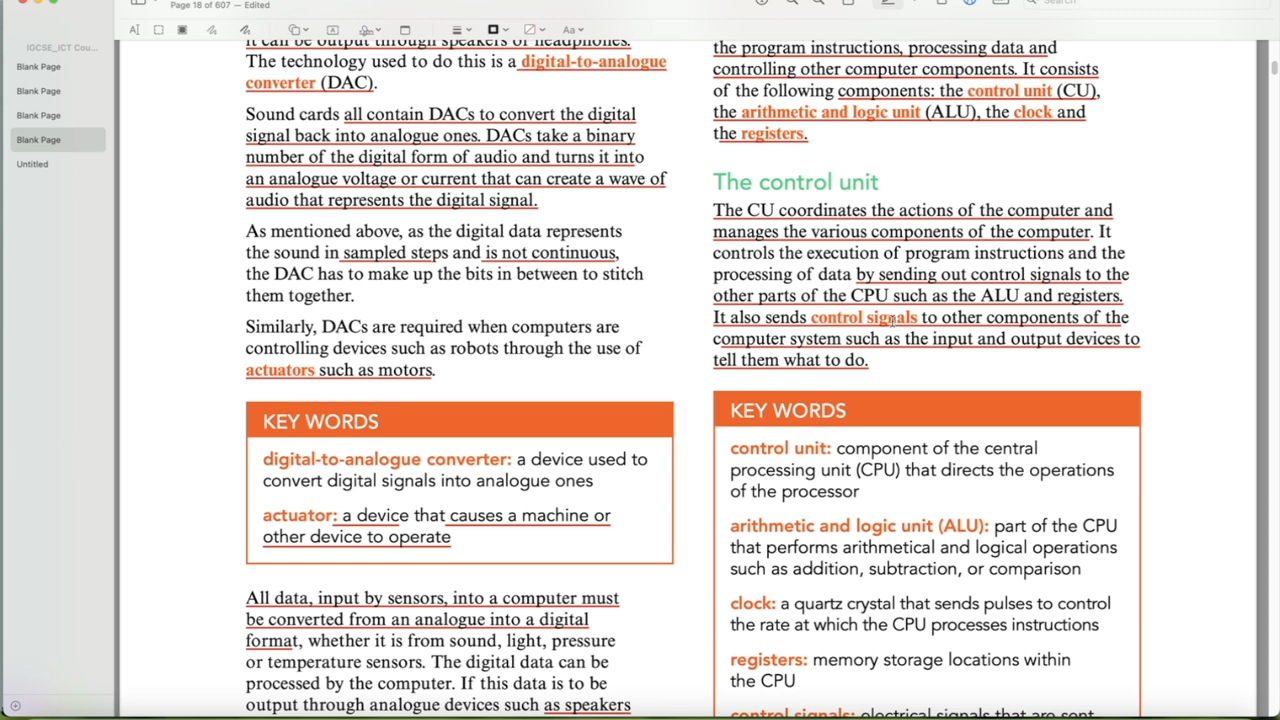 Page 18 of 607 – Edited
Search
IGCSE_ICT Cou...
Blank Page
Blank Page
Blank Page
Blank Page
Untitled
it can be output through speakers or headphones.
The technology used to do this is a digital-to-analogue
converter (DAC).
Sound cards all contain DACs to convert the digital
signal back into analogue ones. DACs take a binary
number of the digital form of audio and turns it into
an analogue voltage or current that can create a wave of
audio that represents the digital signal.
As mentioned above, as the digital data represents
the sound in sampled steps and is not continuous,
the DAC has to make up the bits in between to stitch
them together.
Similarly, DACs are required when computers are
controlling devices such as robots through the use of
actuators such as motors.
KEY WORDS
digital-to-analogue converter: a device used to
convert digital signals into analogue ones
actuator: a device that causes a machine or
other device to operate
All data, input by sensors, into a computer must
be converted from an analogue into a digital
format, whether it is from sound, light, pressure
or temperature sensors. The digital data can be
processed by the computer. If this data is to be
output through analogue devices such as speakers
the program instructions, processing data and
controlling other computer components. It consists
of the following components: the control unit (CU),
the arithmetic and logic unit (ALU), the clock and
the registers.
The control unit
The CU coordinates the actions of the computer and
manages the various components of the computer. It
controls the execution of program instructions and the
processing of data by sending out control signals to the
other parts of the CPU such as the ALU and registers.
It also sends control signals to other components of the
computer system such as the input and output devices to
tell them what to do.
KEY WORDS
control unit: component of the central
processing unit (CPU) that directs the operations
of the processor
arithmetic and logic unit (ALU): part of the CPU
that performs arithmetical and logical operations
such as addition, subtraction, or comparison
clock: a quartz crystal that sends pulses to control
the rate at which the CPU processes instructions
registers: memory storage locations within
the CPU
control signals: electrical signals that are sent